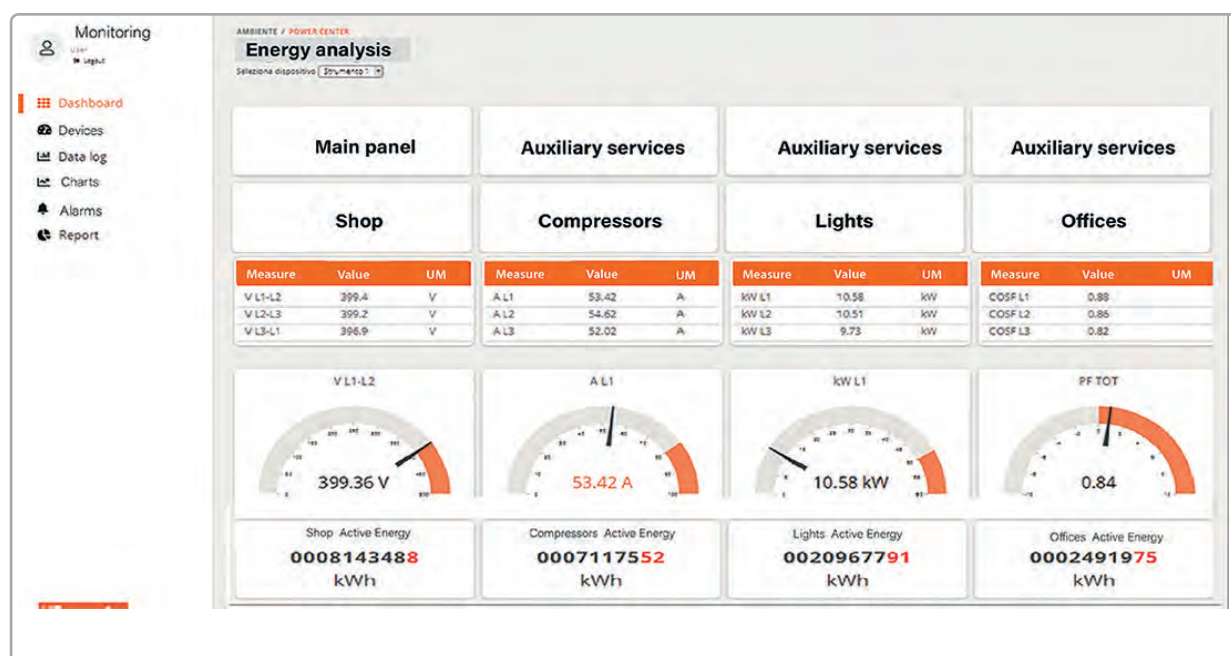 Monitoring
User
Logout
Dashboard
Devices
Data log
Charts
Alarms
Report
AMBIENTE / POWER CENTER
Energy analysis
Seleziona dispositivo Strumento 1
Main panel
Auxiliary services
Auxiliary services
Auxiliary services
Shop
Compressors
Lights
Offices
Measure Value UM
V L1-L2 399.4 V
V L2-L3 399.2 V
V L3-L1 396.9 V
Measure Value UM
A L1 53.42 A
A L2 54.62 A
A L3 52.02 A
Measure Value UM
kW L1 10.58 kW
kW L2 10.51 kW
kW L3 9.73 kW
Measure Value UM
COSF L1 0.88
COSF L2 0.86
COSF L3 0.82
V L1-L2
399.36 V
A L1
53.42 A
kW L1
10.58 kW
PF TOT
0.84
Shop Active Energy
0008143488
kWh
Compressors Active Energy
0007117552
kWh
Lights Active Energy
0020967791
kWh
Offices Active Energy
0002491975
kWh